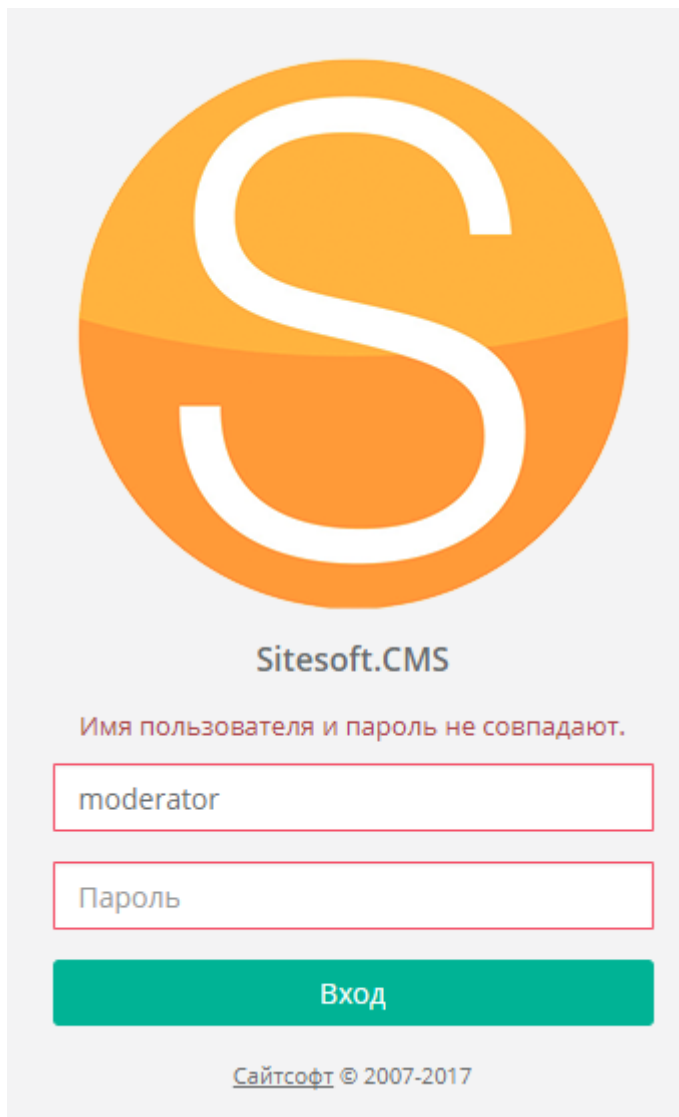 S
Sitesoft.CMS
Имя пользователя и пароль не совпадают.
moderator
Пароль
Вход
Сайтсофт © 2007-2017